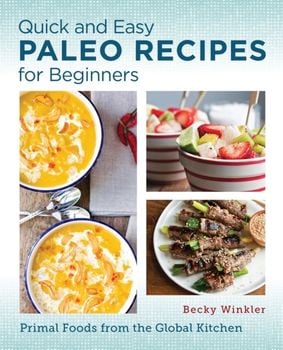 Quick and Easy
PALEO RECIPES
for Beginners
Becky Winkler
Primal Foods from the Global Kitchen